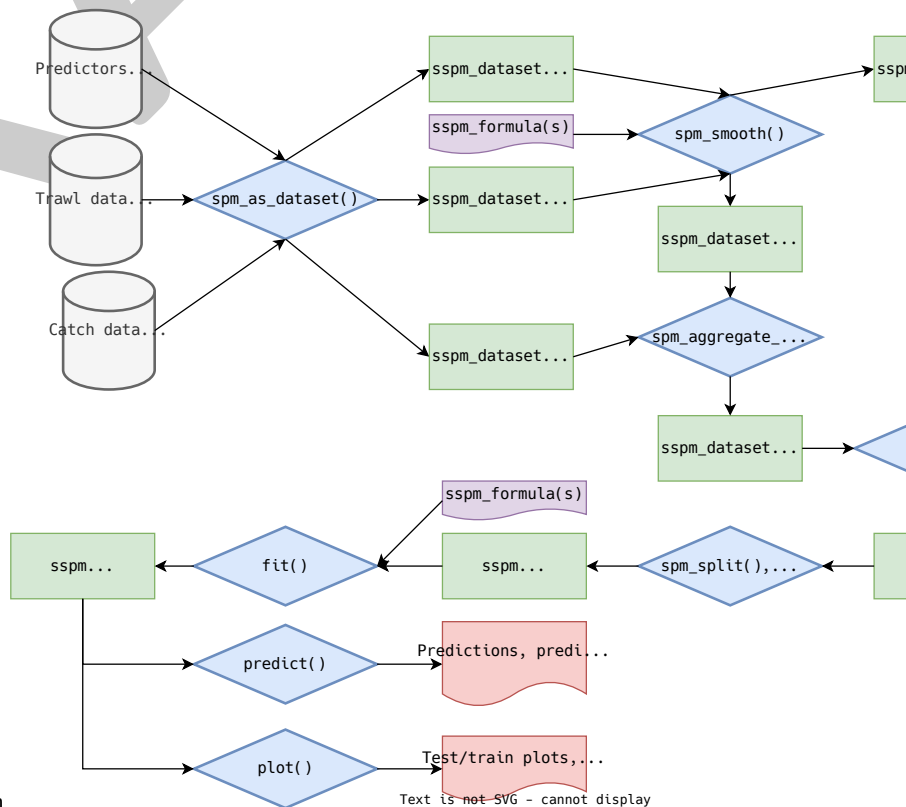 Predictors...
sspm_dataset...
sspm_formula(s)
spm_smooth()
Trawl data...
spm_as_dataset()
sspm_dataset...
sspm_dataset...
Catch data...
sspm_dataset...
spm_aggregate_...
sspm_dataset...
sspm_formula(s)
sspm...
fit()
sspm...
spm_split(),...
predict()
Predictions, predi...
plot()
Test/train plots,...
Text is not SVG - cannot display